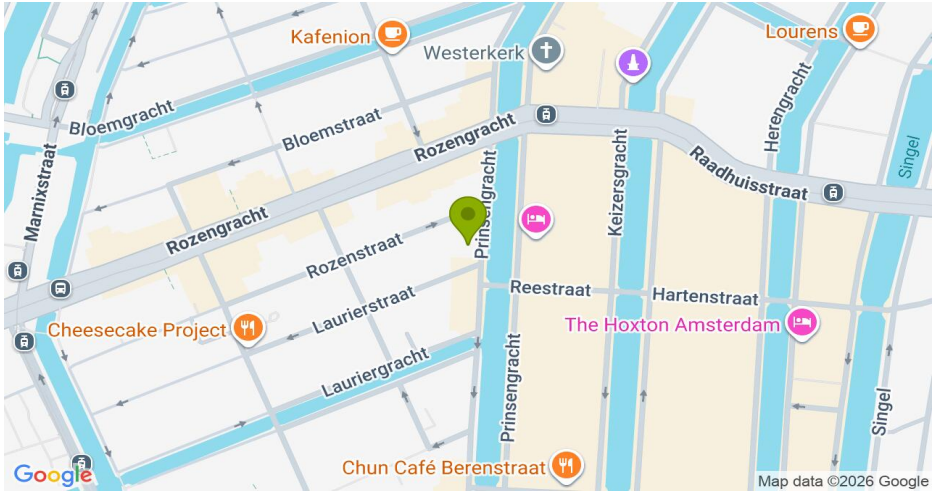 Kafenion
Westerkerk
Lourens
Bloemgracht
Bloemstraat
Rozengracht
Herengracht
Singel
Marnixstraat
Prinsengracht
Keizersgracht
Raadhuisstraat
Rozengracht
Rozenstraat
Reestraat
Hartenstraat
Laurierstraat
Cheesecake Project
The Hoxton Amsterdam
Lauriergracht
Prinsengracht
Singel
Chun Café Berenstraat
Google
Map data ©2026 Google